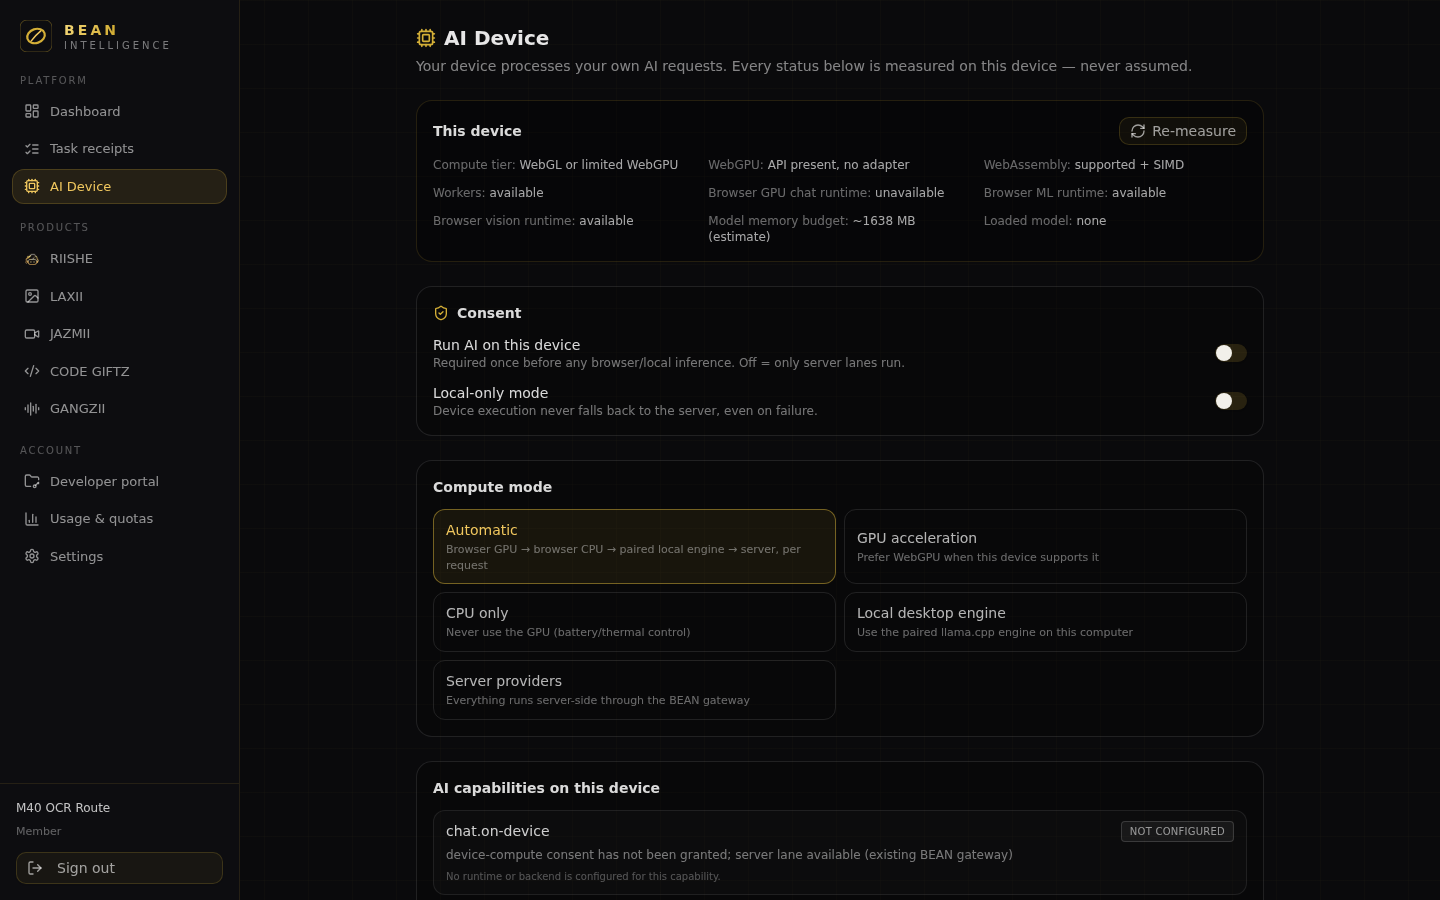 BEAN
INTELLIGENCE
PLATFORM
Dashboard
Task receipts
AI Device
PRODUCTS
RIISHE
LAXII
JAZMII
CODE GIFTZ
GANGZII
ACCOUNT
Developer portal
Usage & quotas
Settings
M40 OCR Route
Member
Sign out
AI Device
Your device processes your own AI requests. Every status below is measured on this device — never assumed.
This device
Re-measure
Compute tier: WebGL or limited WebGPU
WebGPU: API present, no adapter
WebAssembly: supported + SIMD
Workers: available
Browser GPU chat runtime: unavailable
Browser ML runtime: available
Browser vision runtime: available
Model memory budget: ~1638 MB
(estimate)
Loaded model: none
Consent
Run AI on this device
Required once before any browser/local inference. Off = only server lanes run.
Local-only mode
Device execution never falls back to the server, even on failure.
Compute mode
Automatic
Browser GPU → browser CPU → paired local engine → server, per
request
GPU acceleration
Prefer WebGPU when this device supports it
CPU only
Never use the GPU (battery/thermal control)
Local desktop engine
Use the paired llama.cpp engine on this computer
Server providers
Everything runs server-side through the BEAN gateway
AI capabilities on this device
chat.on-device
NOT CONFIGURED
device-compute consent has not been granted; server lane available (existing BEAN gateway)
No runtime or backend is configured for this capability.